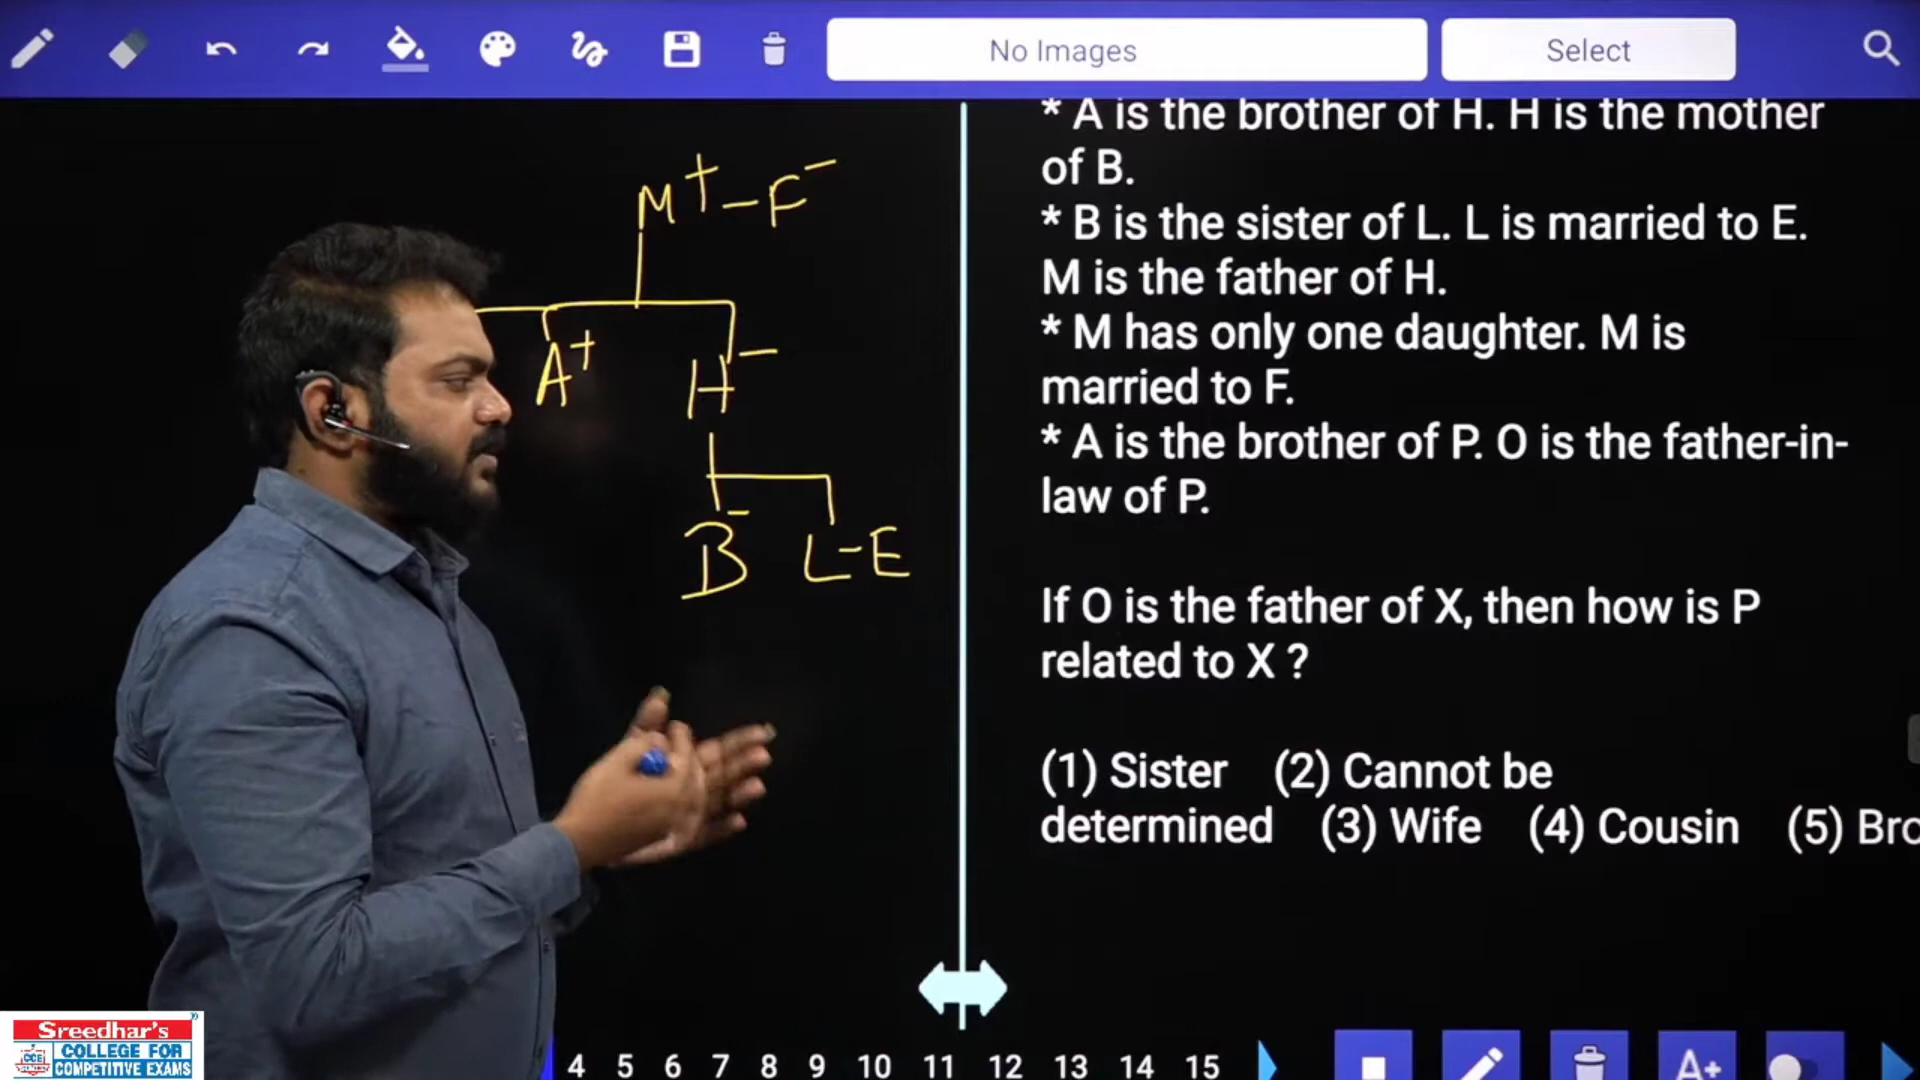 No Images
Select
* A is the brother of H. H is the mother
of B.
* B is the sister of L. L is married to E.
M is the father of H.
* M has only one daughter. M is
married to F.
* A is the brother of P. O is the father-in-
law of P.
If O is the father of X, then how is P
related to X ?
(1) Sister (2) Cannot be
determined (3) Wife (4) Cousin (5) Bro
M+ – F–
A+
H–
B–
L – E
Sreedhar's
CCE
COLLEGE FOR
COMPETITIVE EXAMS
4 5 6 7 8 9 10 11 12 13 14 15
A+